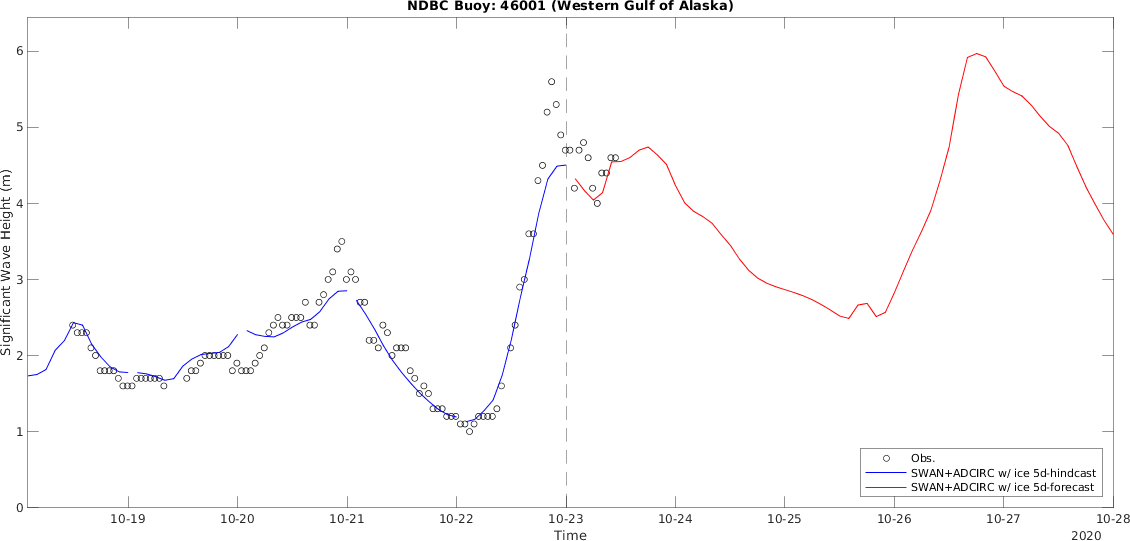 NDBC Buoy: 46001 (Western Gulf of Alaska)
Significant Wave Height (m)
6
5
4
3
2
1
0
10-19 10-20 10-21 10-22 10-23 10-24 10-25 10-26 10-27 10-28
Time
2020
Obs.
SWAN+ADCIRC w/ ice 5d-hindcast
SWAN+ADCIRC w/ ice 5d-forecast